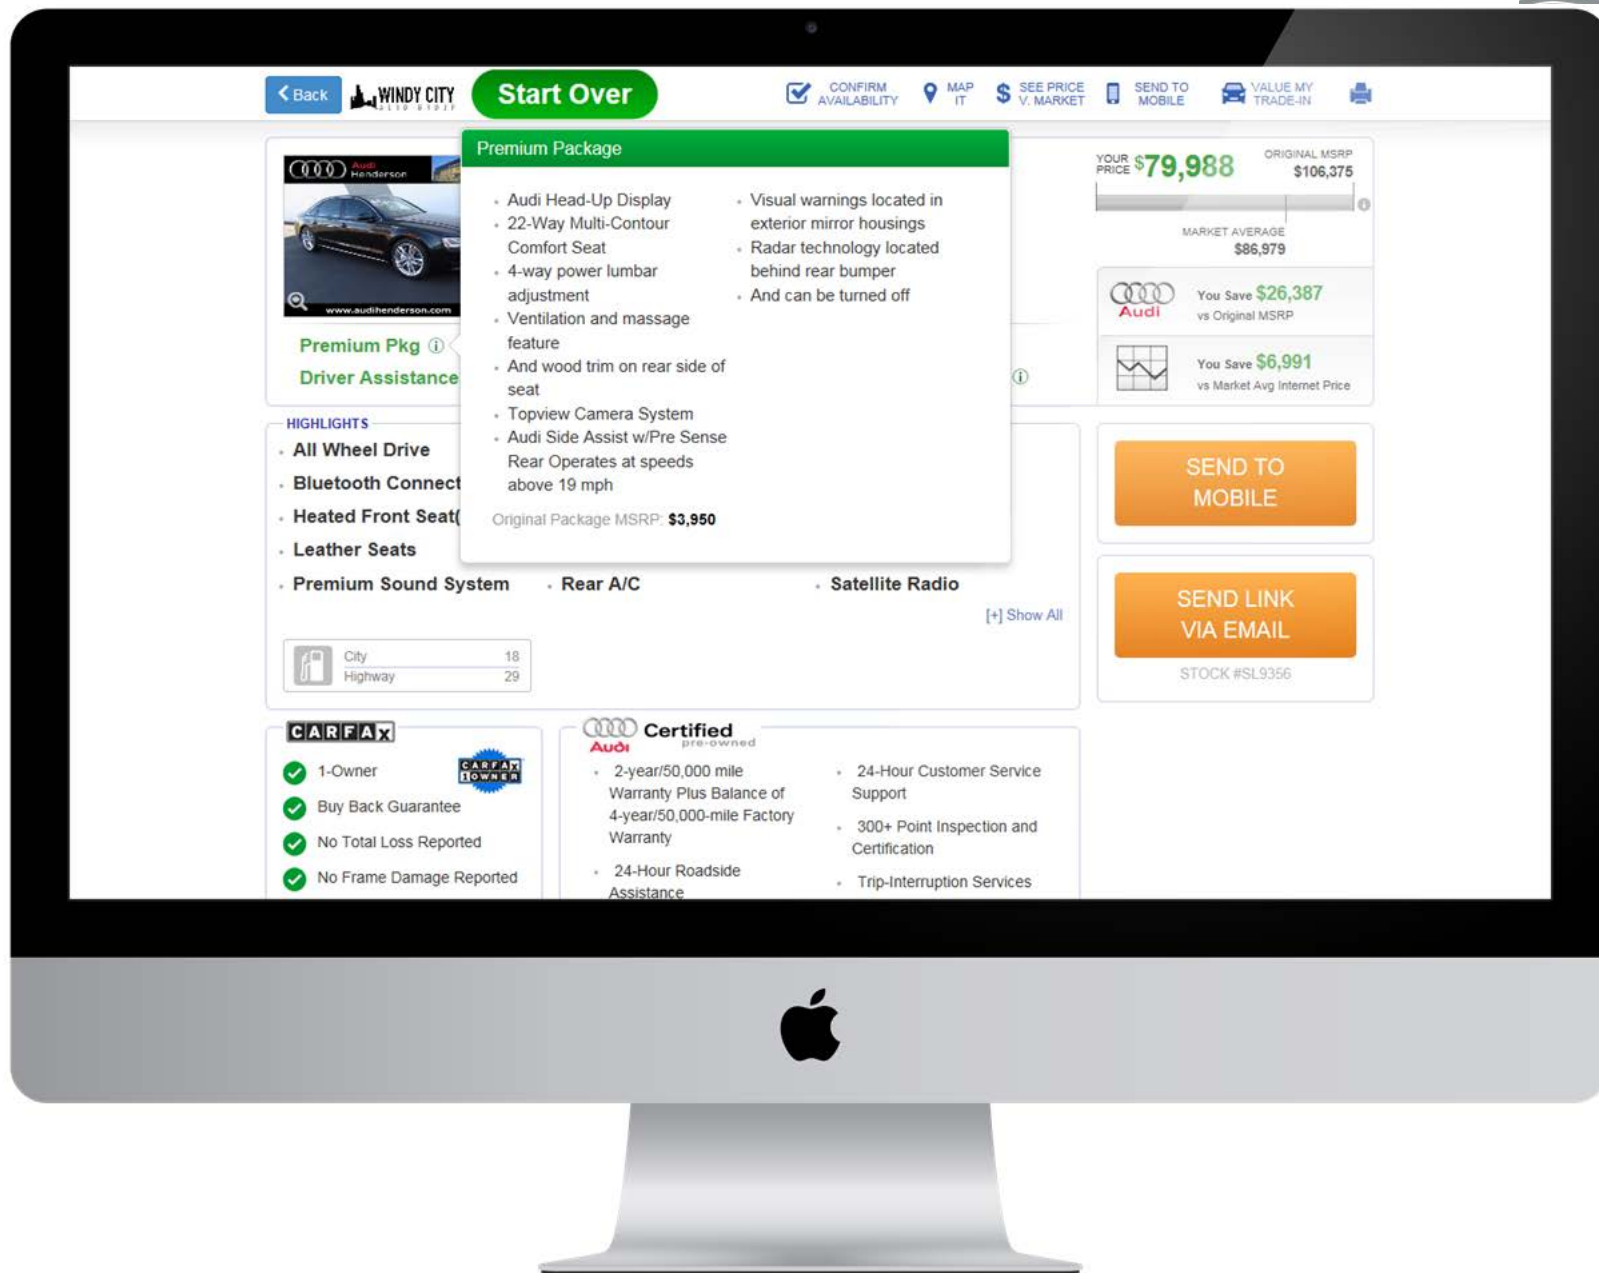 Back
WINDY CITY
AUTO GROUP
Start Over
CONFIRM
AVAILABILITY
MAP
IT
SEE PRICE
V. MARKET
SEND TO
MOBILE
VALUE MY
TRADE-IN
Audi
Henderson
www.audihenderson.com
Premium Pkg
Driver Assistance
Premium Package
Audi Head-Up Display
22-Way Multi-Contour
Comfort Seat
4-way power lumbar
adjustment
Ventilation and massage
feature
And wood trim on rear side of
seat
Topview Camera System
Audi Side Assist w/Pre Sense
Rear Operates at speeds
above 19 mph
Visual warnings located in
exterior mirror housings
Radar technology located
behind rear bumper
And can be turned off
Original Package MSRP: $3,950
YOUR
PRICE $79,988
ORIGINAL MSRP
$106,375
MARKET AVERAGE
$86,979
Audi
You Save $26,387
vs Original MSRP
You Save $6,991
vs Market Avg Internet Price
HIGHLIGHTS
All Wheel Drive
Bluetooth Connect
Heated Front Seat(
Leather Seats
Premium Sound System
Rear A/C
Satellite Radio
[+] Show All
City 18
Highway 29
SEND TO
MOBILE
SEND LINK
VIA EMAIL
STOCK #SL9356
CARFAX
1-Owner
CARFAX
1OWNER
Buy Back Guarantee
No Total Loss Reported
No Frame Damage Reported
Audi Certified
pre-owned
2-year/50,000 mile
Warranty Plus Balance of
4-year/50,000-mile Factory
Warranty
24-Hour Roadside
Assistance
24-Hour Customer Service
Support
300+ Point Inspection and
Certification
Trip-Interruption Services